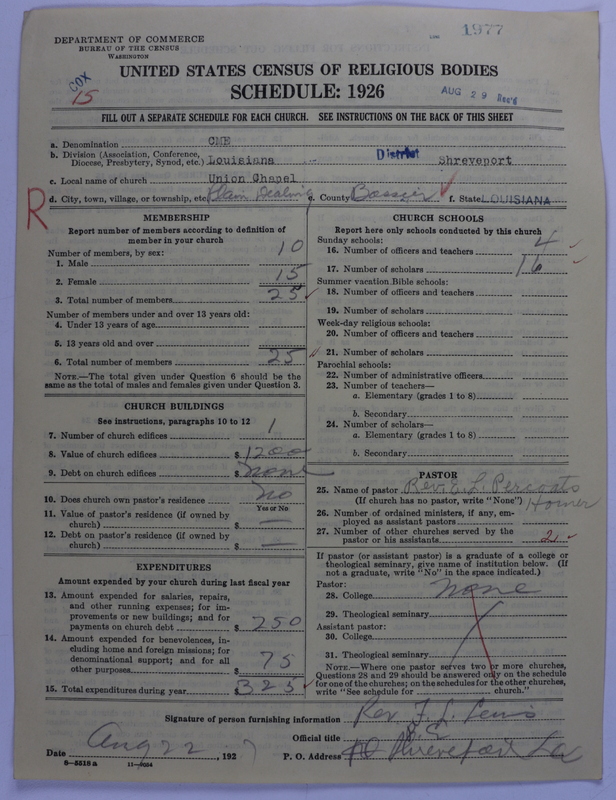 1977
DEPARTMENT OF COMMERCE
BUREAU OF THE CENSUS
WASHINGTON
COX
15
UNITED STATES CENSUS OF RELIGIOUS BODIES
SCHEDULE: 1926
AUG 29
FILL OUT A SEPARATE SCHEDULE FOR EACH CHURCH. SEE INSTRUCTIONS ON THE BACK OF THIS SHEET
a. Denomination CME
b. Division (Association, Conference, Diocese, Presbytery, Synod, etc.) Louisiana District Shreveport
c. Local name of church Union Chapel
R
d. City, town, village, or township, etc. Plain Dealing e. County Bossier f. State LOUISIANA
MEMBERSHIP
Report number of members according to definition of
member in your church
Number of members, by sex:
1. Male 10
2. Female 15
3. Total number of members 25
Number of members under and over 13 years old:
4. Under 13 years of age
5. 13 years old and over
6. Total number of members 25
NOTE.—The total given under Question 6 should be the
same as the total of males and females given under Question 3.
CHURCH BUILDINGS
See instructions, paragraphs 10 to 12
7. Number of church edifices 1
8. Value of church edifices $ 1200
9. Debt on church edifices $ none
10. Does church own pastor's residence no
Yes or No
11. Value of pastor's residence (if owned by
church) $ —
12. Debt on pastor's residence (if owned by
church) $ —
EXPENDITURES
Amount expended by your church during last fiscal year
13. Amount expended for salaries, repairs,
and other running expenses; for im-
provements or new buildings; and for
payments on church debt $ 250
14. Amount expended for benevolences, in-
cluding home and foreign missions; for
denominational support; and for all
other purposes 75
15. Total expenditures during year $ 325
CHURCH SCHOOLS
Report here only schools conducted by this church
Sunday schools:
16. Number of officers and teachers 4
17. Number of scholars 16
Summer vacation Bible schools:
18. Number of officers and teachers
19. Number of scholars
Week-day religious schools:
20. Number of officers and teachers
21. Number of scholars
Parochial schools:
22. Number of administrative officers
23. Number of teachers—
a. Elementary (grades 1 to 8)
b. Secondary
24. Number of scholars—
a. Elementary (grades 1 to 8)
b. Secondary
PASTOR
25. Name of pastor Rev. E. L.
(If church has no pastor, write "None") Homer
26. Number of ordained ministers, if any, em-
ployed as assistant pastors
27. Number of other churches served by the
pastor or his assistants 2
If pastor (or assistant pastor) is a graduate of a college or
theological seminary, give name of institution below. (If
not a graduate, write "No" in the space indicated.)
Pastor:
28. College none
29. Theological seminary
Assistant pastor:
30. College
31. Theological seminary
NOTE.—Where one pastor serves two or more churches,
Questions 28 and 29 should be answered only on the schedule
for one of the churches; on the schedules for the other churches,
write "See schedule for church."
Signature of person furnishing information Rev F. L. Lewis
Official title
Date Aug 22, 1927 P. O. Address Shreveport La
8—5518a 11—9054